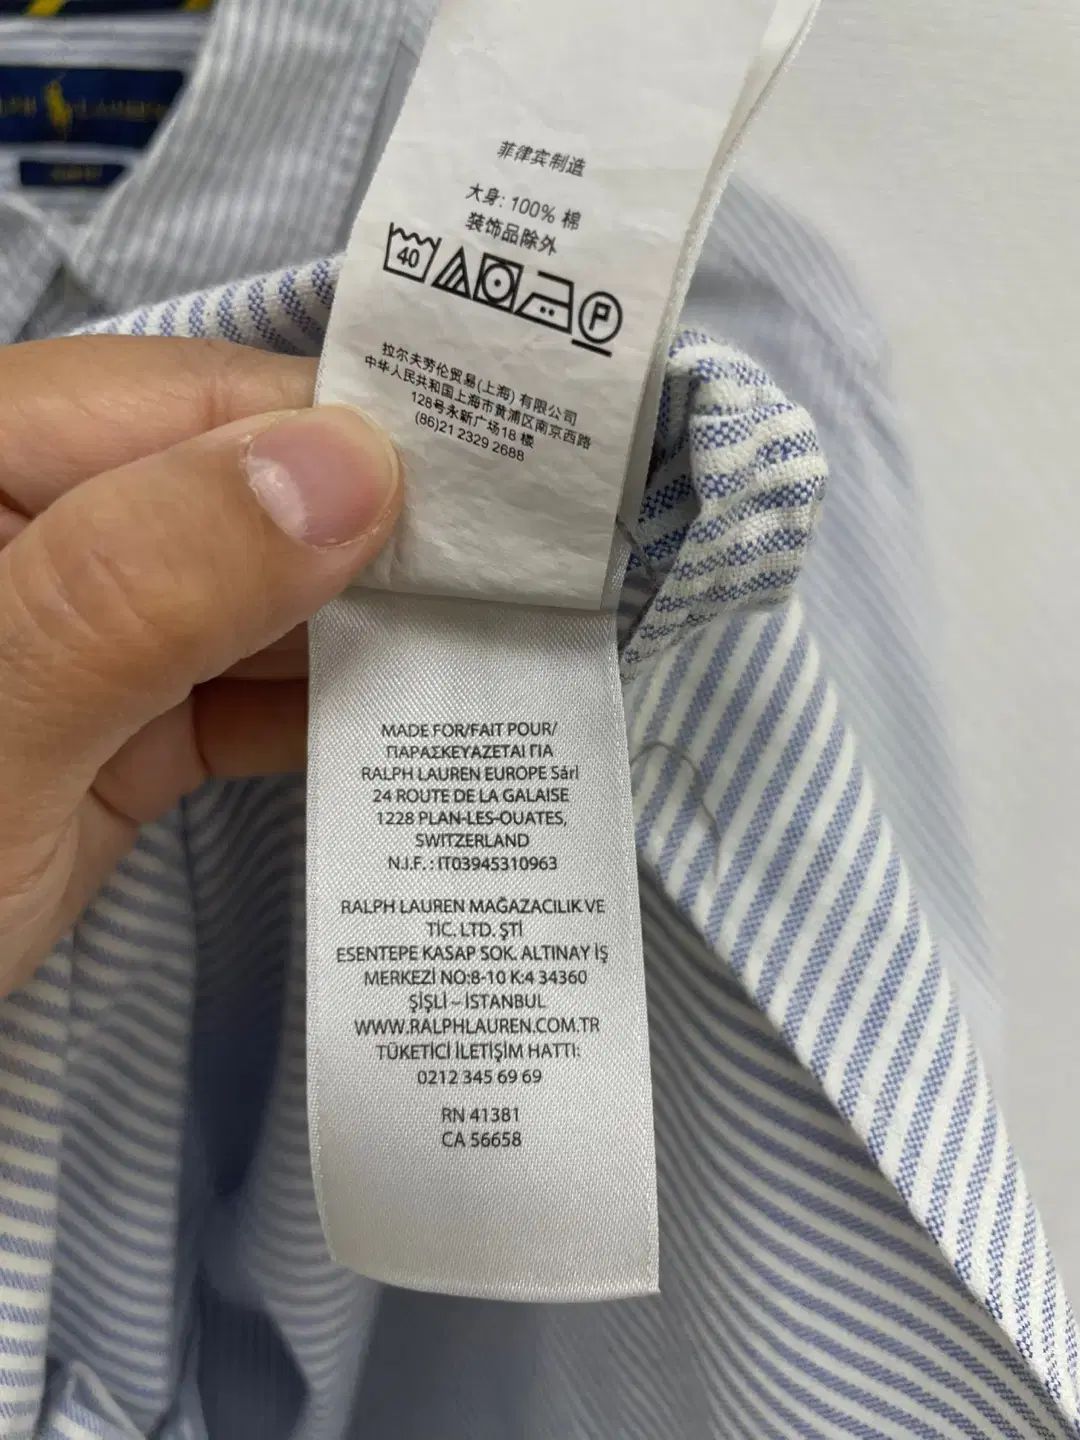 RALPH LAUREN
菲律宾制造
大身: 100% 棉
装饰品除外
40
P
拉尔夫劳伦贸易(上海) 有限公司
中华人民共和国上海市黄浦区南京西路
128号永新广场18 楼
(86)21 2329 2688
MADE FOR/FAIT POUR/
ΠΑΡΑΣΚΕΥΑΖΕΤΑΙ ΓΙΑ
RALPH LAUREN EUROPE Sárl
24 ROUTE DE LA GALAISE
1228 PLAN-LES-OUATES,
SWITZERLAND
N.I.F. : IT03945310963
RALPH LAUREN MAĞAZACILIK VE
TİC. LTD. ŞTİ
ESENTEPE KASAP SOK. ALTINAY İŞ
MERKEZİ NO:8-10 K:4 34360
ŞİŞLİ – İSTANBUL
WWW.RALPHLAUREN.COM.TR
TÜKETİCİ İLETİŞİM HATTI:
0212 345 69 69
RN 41381
CA 56658